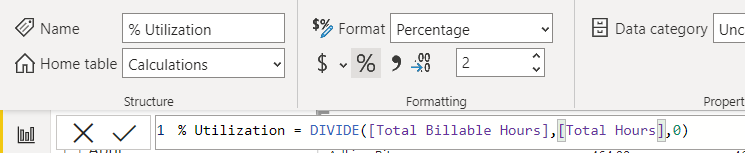 Name % Utilization
$% Format Percentage
Data category Unc
Home table Calculations
$ % , .00 →.0 2
Structure
Formatting
Propert
1 % Utilization = DIVIDE([Total Billable Hours],[Total Hours],0)